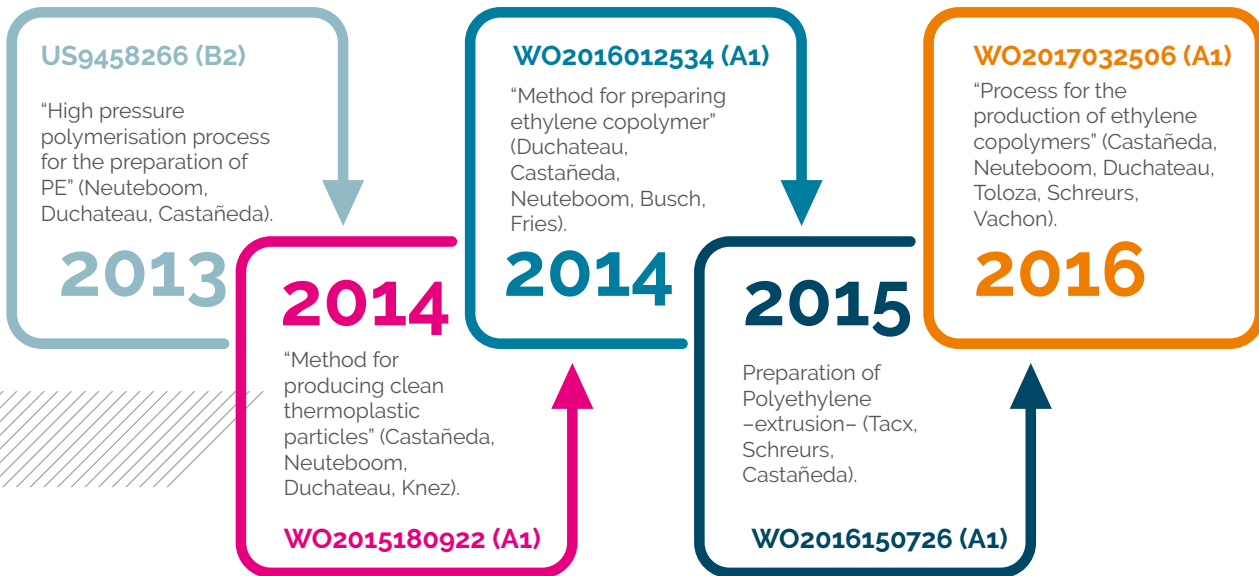 US9458266 (B2)
“High pressure
polymerisation process
for the preparation of
PE” (Neuteboom,
Duchateau, Castañeda).
2013
2014
“Method for
producing clean
thermoplastic
particles” (Castañeda,
Neuteboom,
Duchateau, Knez).
WO2015180922 (A1)
WO2016012534 (A1)
“Method for preparing
ethylene copolymer”
(Duchateau,
Castañeda,
Neuteboom, Busch,
Fries).
2014
2015
Preparation of
Polyethylene
–extrusion– (Tacx,
Schreurs,
Castañeda).
WO2016150726 (A1)
WO2017032506 (A1)
“Process for the
production of ethylene
copolymers” (Castañeda,
Neuteboom, Duchateau,
Toloza, Schreurs,
Vachon).
2016